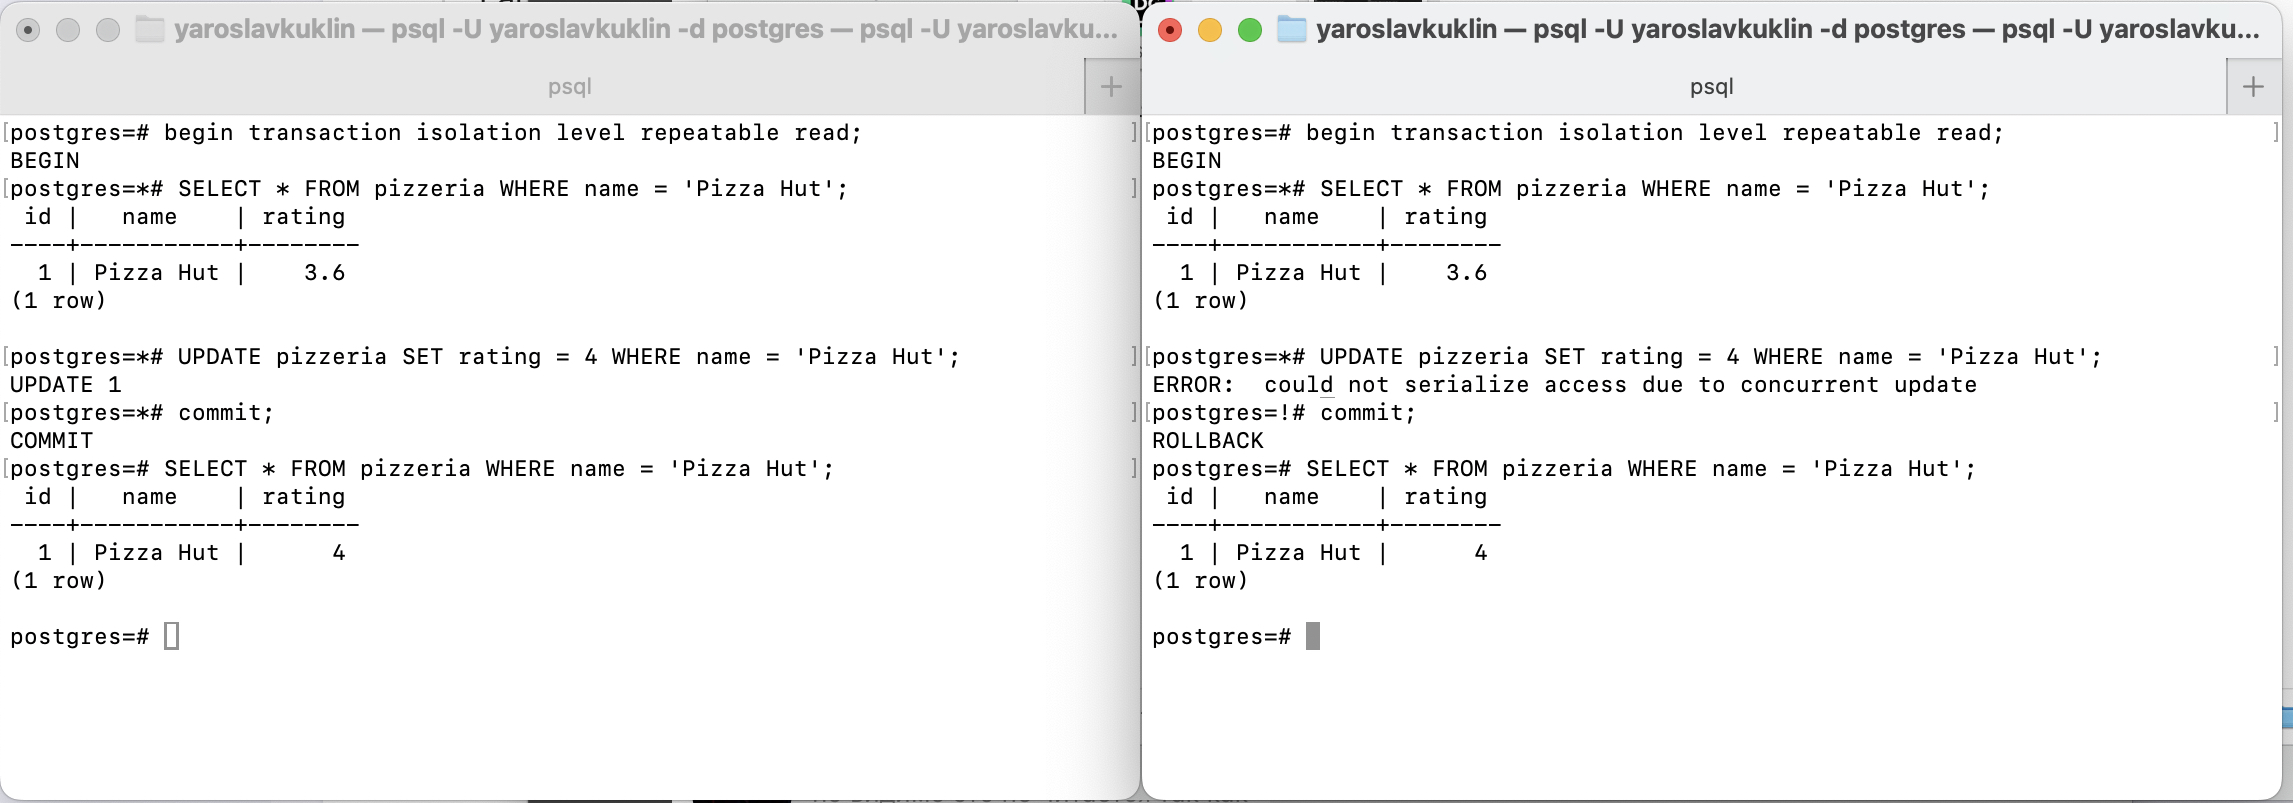 yaroslavkuklin — psql -U yaroslavkuklin -d postgres — psql -U yaroslavku...
psql
[postgres=# begin transaction isolation level repeatable read; ]
BEGIN
[postgres=*# SELECT * FROM pizzeria WHERE name = 'Pizza Hut'; ]
 id |   name    | rating
----+-----------+--------
  1 | Pizza Hut |    3.6
(1 row)
[postgres=*# UPDATE pizzeria SET rating = 4 WHERE name = 'Pizza Hut'; ]
UPDATE 1
[postgres=*# commit; ]
COMMIT
[postgres=# SELECT * FROM pizzeria WHERE name = 'Pizza Hut'; ]
 id |   name    | rating
----+-----------+--------
  1 | Pizza Hut |      4
(1 row)
postgres=#
yaroslavkuklin — psql -U yaroslavkuklin -d postgres — psql -U yaroslavku...
psql
[postgres=# begin transaction isolation level repeatable read; ]
BEGIN
postgres=*# SELECT * FROM pizzeria WHERE name = 'Pizza Hut';
 id |   name    | rating
----+-----------+--------
  1 | Pizza Hut |    3.6
(1 row)
[postgres=*# UPDATE pizzeria SET rating = 4 WHERE name = 'Pizza Hut'; ]
ERROR:  could not serialize access due to concurrent update
[postgres=!# commit; ]
ROLLBACK
postgres=# SELECT * FROM pizzeria WHERE name = 'Pizza Hut';
 id |   name    | rating
----+-----------+--------
  1 | Pizza Hut |      4
(1 row)
postgres=#